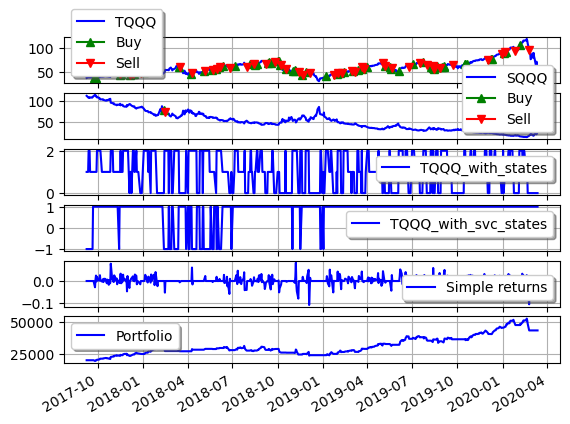 TQQQ
Buy
Sell
100
50
SQQQ
Buy
Sell
100
50
2
0
TQQQ_with_states
1
−1
TQQQ_with_svc_states
0.0
−0.1
Simple returns
50000
25000
Portfolio
2017-10 2018-01 2018-04 2018-07 2018-10 2019-01 2019-04 2019-07 2019-10 2020-01 2020-04